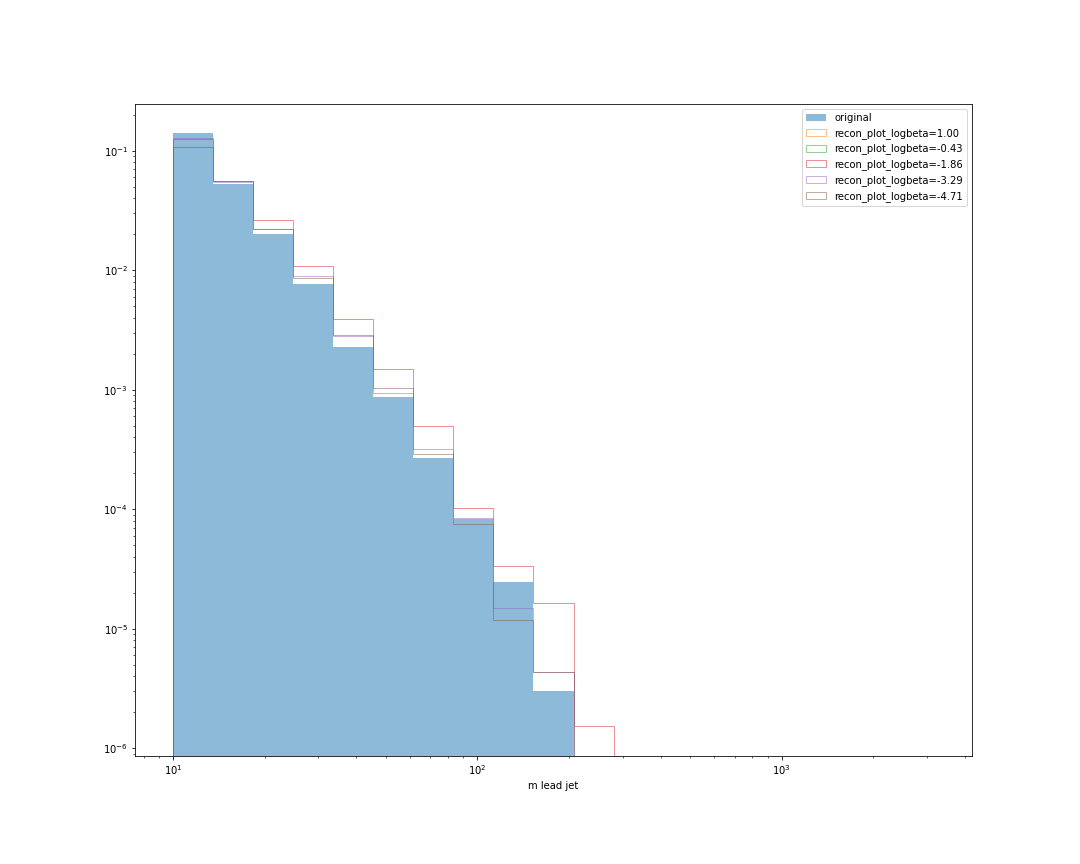 original
recon_plot_logbeta=1.00
recon_plot_logbeta=-0.43
recon_plot_logbeta=-1.86
recon_plot_logbeta=-3.29
recon_plot_logbeta=-4.71
10⁻¹
10⁻²
10⁻³
10⁻⁴
10⁻⁵
10⁻⁶
10¹ 10² 10³
m lead jet